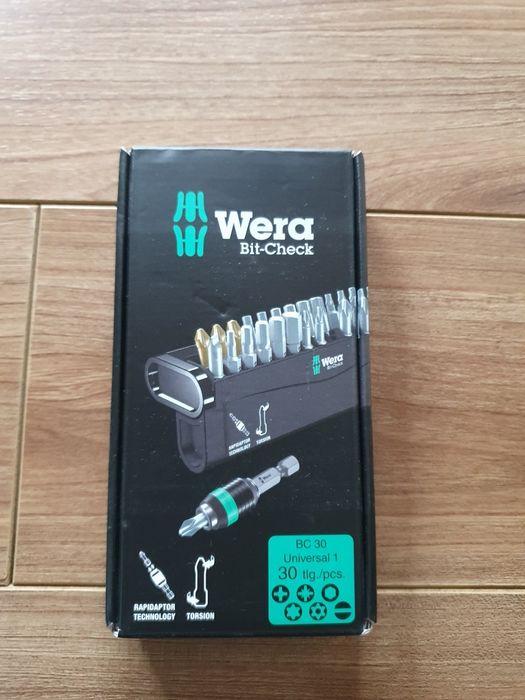 Wera
Bit-Check
Wera
Bit-Check
RAPIDAPTOR
TECHNOLOGY
TORSION
BC 30
Universal 1
30 tlg./pcs.
RAPIDAPTOR
TECHNOLOGY
TORSION